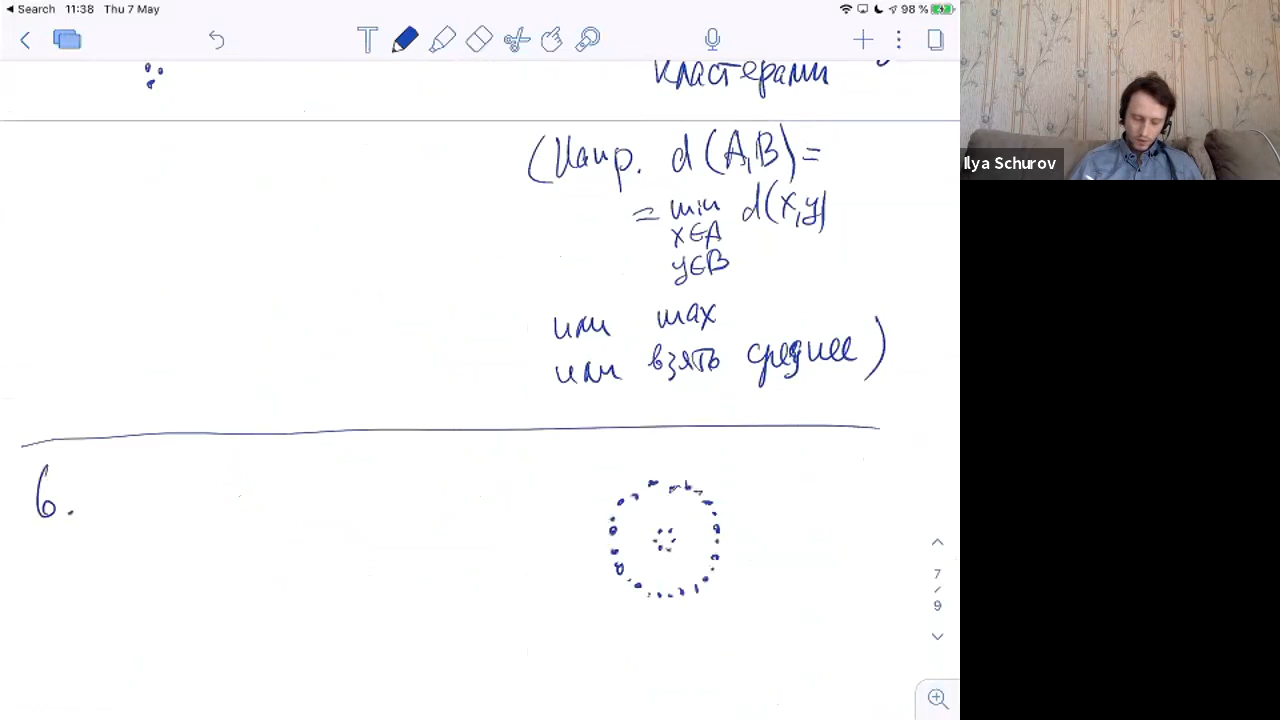 Search 11:38 Thu 7 May
98 %
T
кластерами
(Напр. d(A,B)=
= min d(x,y)
x∈A
y∈B
или max
или взять среднее)
6.
7
/
9
Ilya Schurov